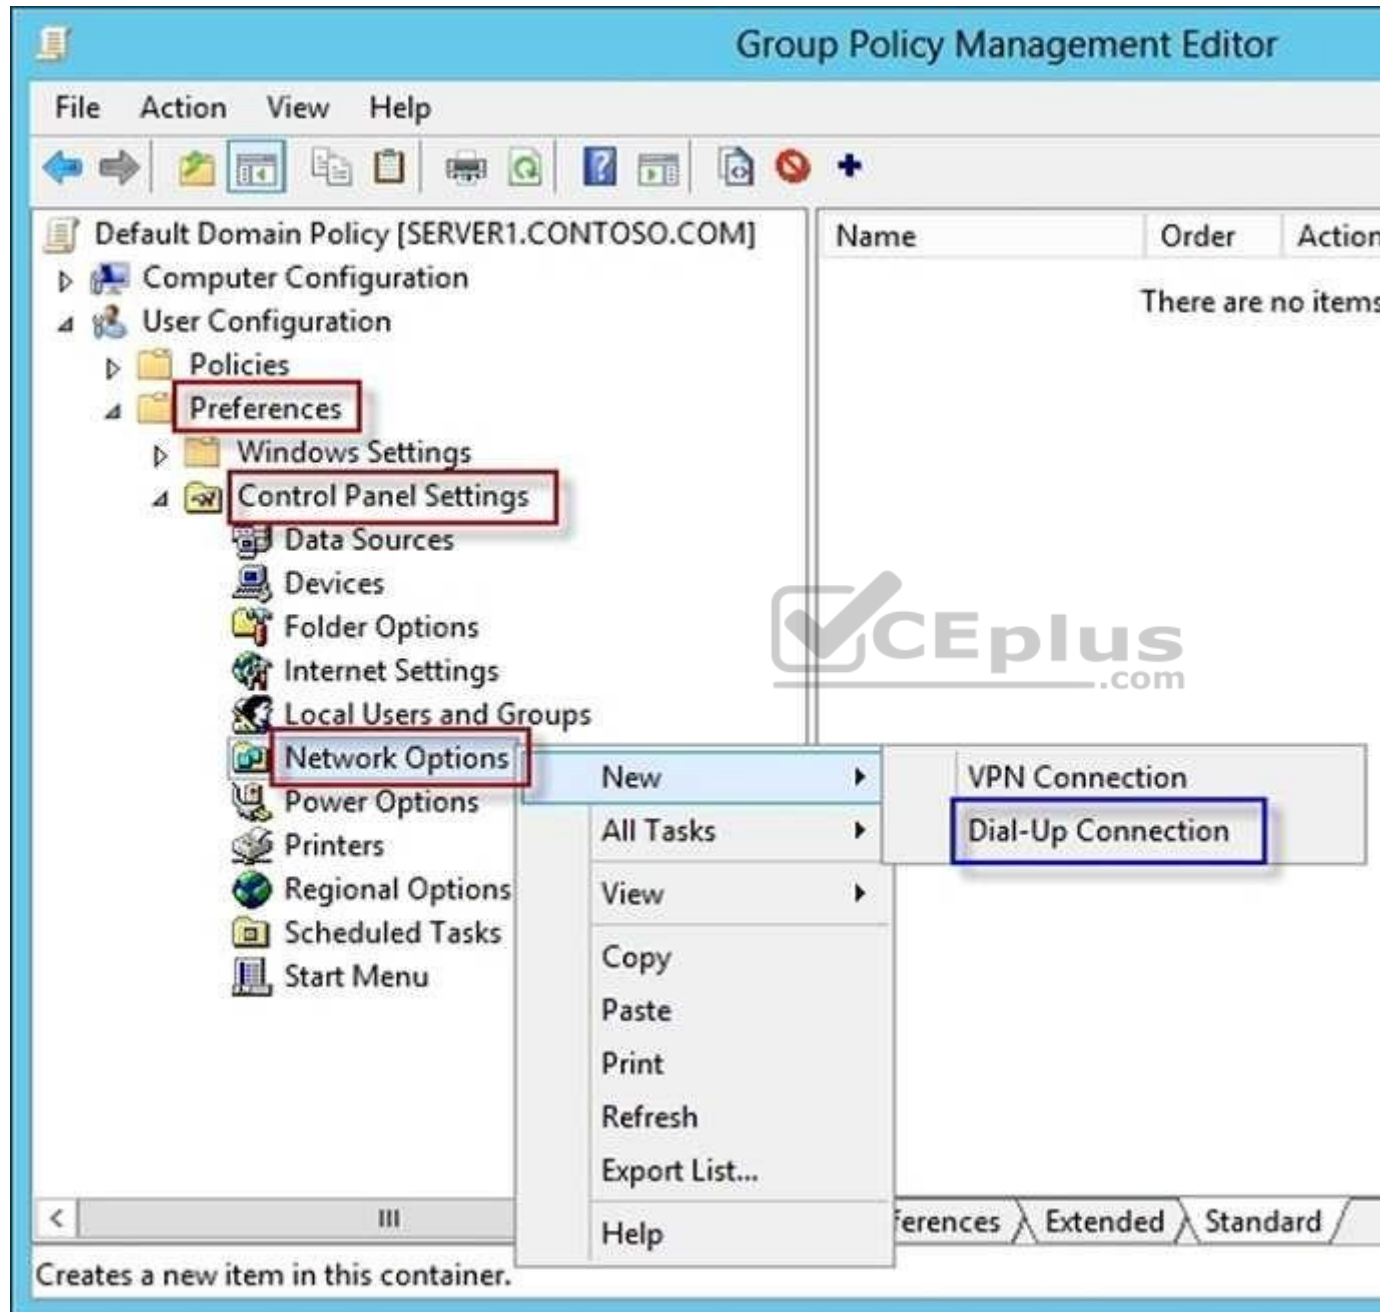 Group Policy Management Editor
File Action View Help
Default Domain Policy [SERVER1.CONTOSO.COM]
Computer Configuration
User Configuration
Policies
Preferences
Windows Settings
Control Panel Settings
Data Sources
Devices
Folder Options
Internet Settings
Local Users and Groups
Network Options
Power Options
Printers
Regional Options
Scheduled Tasks
Start Menu
Name Order Action
There are no items
VCEplus
.com
New
All Tasks
View
Copy
Paste
Print
Refresh
Export List...
Help
VPN Connection
Dial-Up Connection
ferences Extended Standard
Creates a new item in this container.